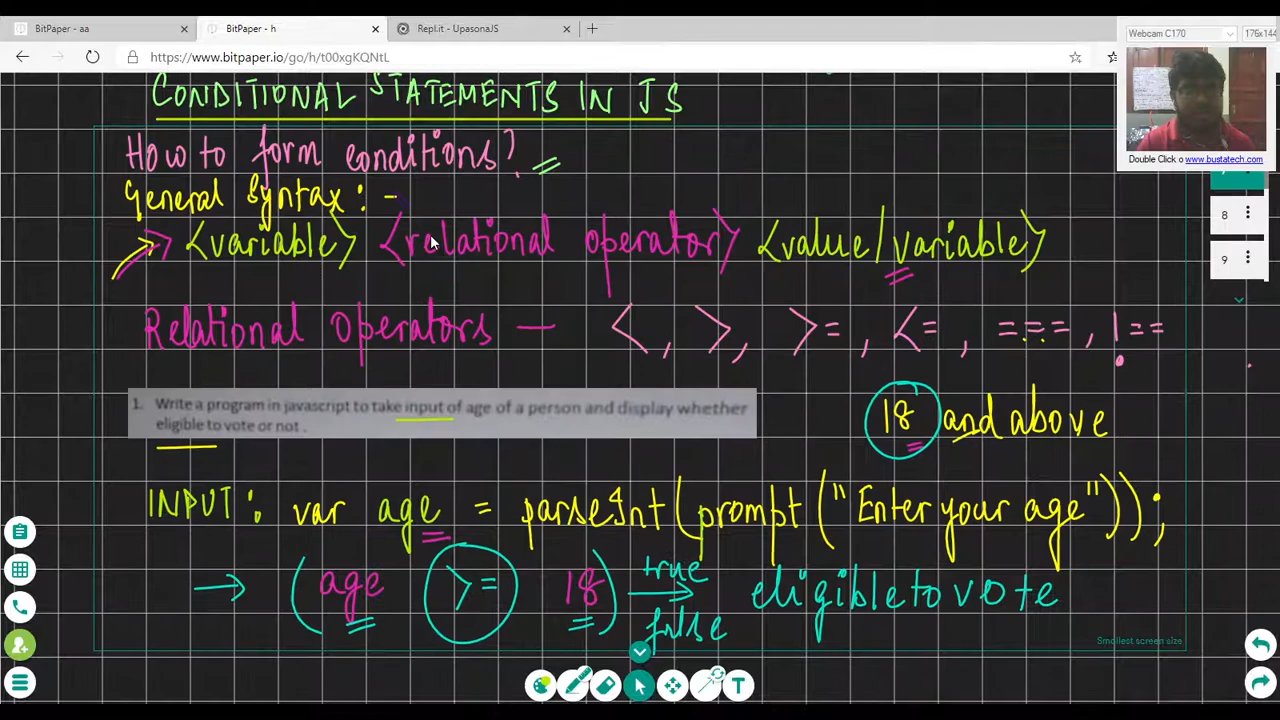 BitPaper - aa
BitPaper - h
Repl.it - UpasonaJS
https://www.bitpaper.io/go/h/t00xgKQNtL
Webcam C170
176x144
Double Click o www.bustatech.com
CONDITIONAL STATEMENTS IN JS
How to form conditions?
General Syntax: -
<variable> <relational operator> <value/variable>
8
9
Relational Operators — <, >, >=, <=, ===, !==
1. Write a program in javascript to take input of age of a person and display whether
eligible to vote or not .
18 and above
INPUT: var age = parseInt(prompt("Enter your age"));
→ (age >= 18) true eligible to vote
false
Smallest screen size
T